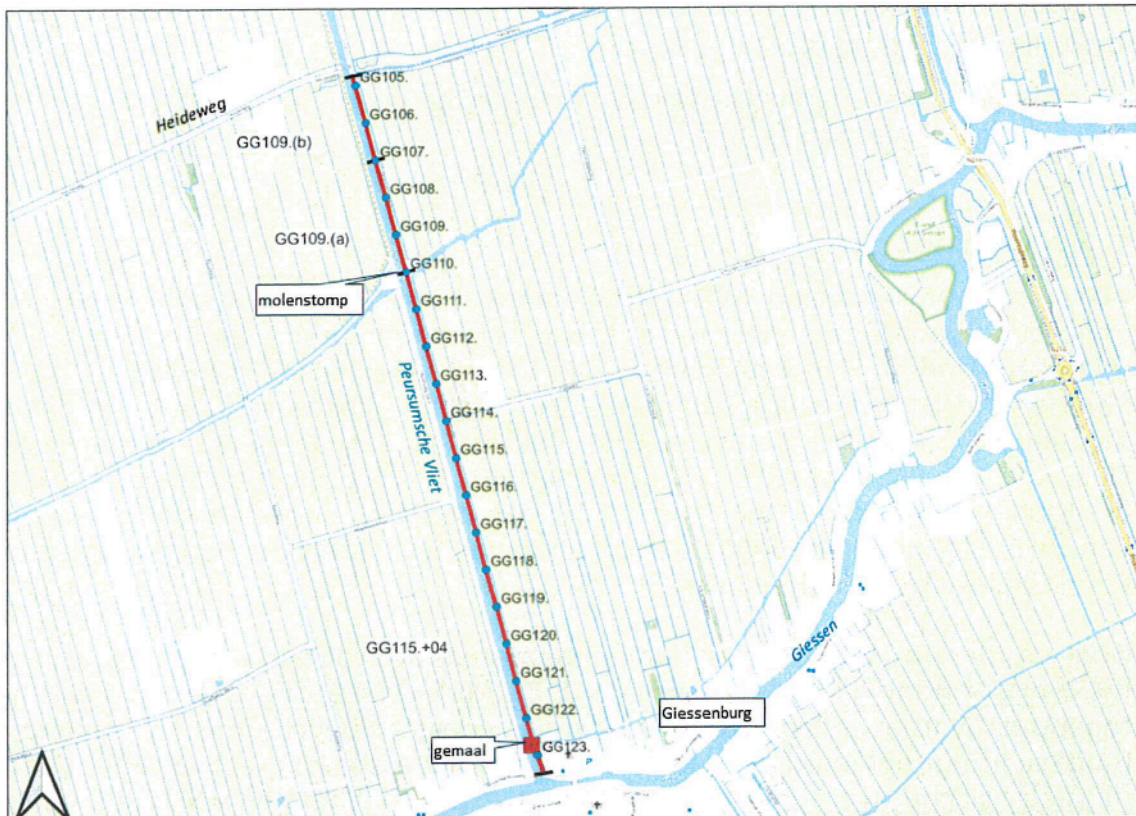 GG105.
Heideweg
GG106.
GG109.(b)
GG107.
GG108.
GG109.(a)
GG109.
GG110.
molenstomp
GG111.
GG112.
GG113.
Peursumsche Vliet
GG114.
GG115.
GG116.
GG117.
GG118.
GG119.
GG115.+04
GG120.
Giessen
GG121.
GG122.
Giessenburg
gemaal
GG123.